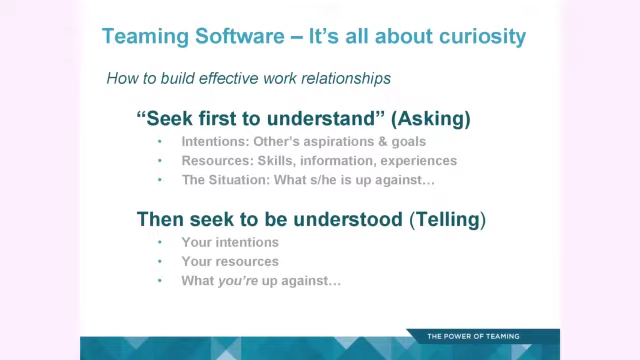 Teaming Software – It's all about curiosity
How to build effective work relationships
“Seek first to understand” (Asking)
• Intentions: Other's aspirations & goals
• Resources: Skills, information, experiences
• The Situation: What s/he is up against…
Then seek to be understood (Telling)
• Your intentions
• Your resources
• What you're up against…
THE POWER OF TEAMING